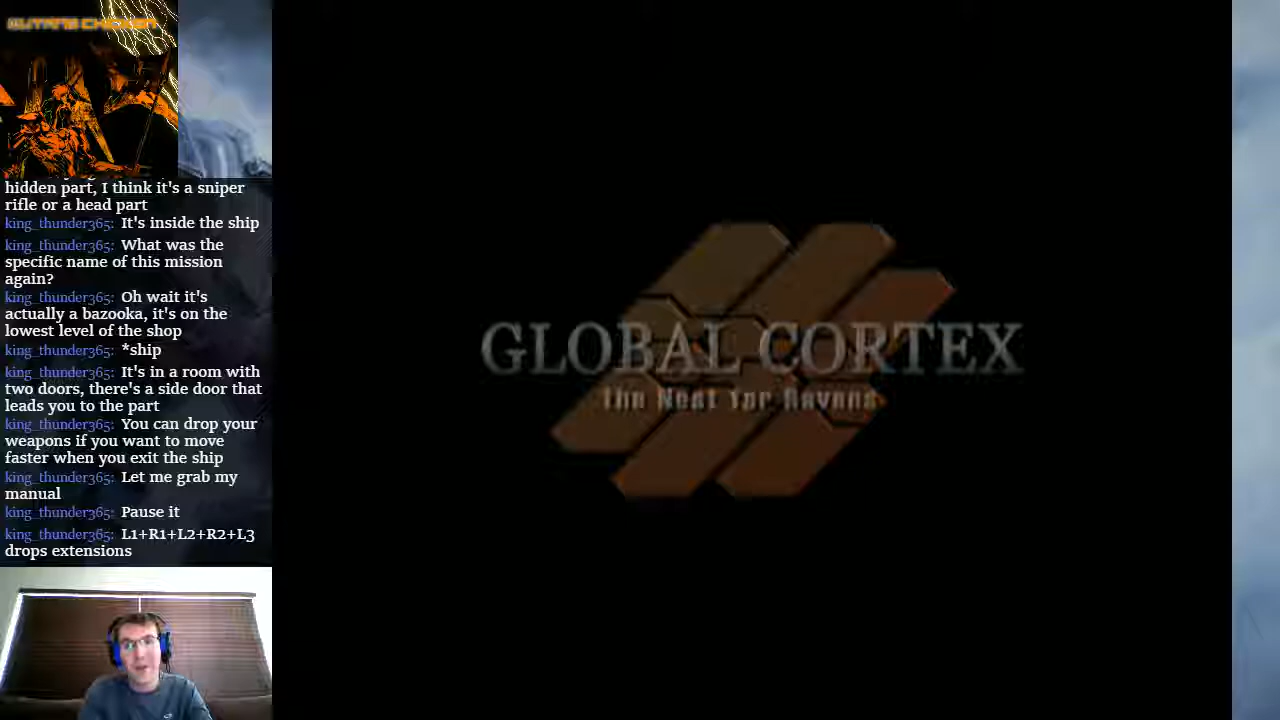 WUTANG CHICKEN
hidden part, I think it's a sniper
rifle or a head part
king_thunder365: It's inside the ship
king_thunder365: What was the
specific name of this mission
again?
king_thunder365: Oh wait it's
actually a bazooka, it's on the
lowest level of the shop
king_thunder365: *ship
king_thunder365: It's in a room with
two doors, there's a side door that
leads you to the part
king_thunder365: You can drop your
weapons if you want to move
faster when you exit the ship
king_thunder365: Let me grab my
manual
king_thunder365: Pause it
king_thunder365: L1+R1+L2+R2+L3
drops extensions
GLOBAL CORTEX
The Nest for Ravens